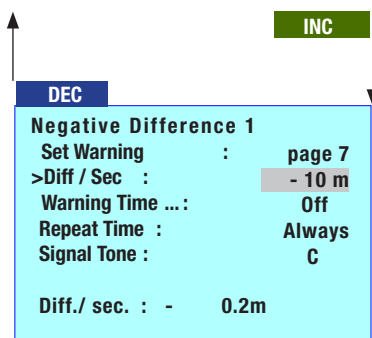 INC
DEC
Negative Difference 1
Set Warning : page 7
>Diff / Sec : - 10 m
Warning Time ... : Off
Repeat Time : Always
Signal Tone : C
Diff./ sec. : - 0.2m